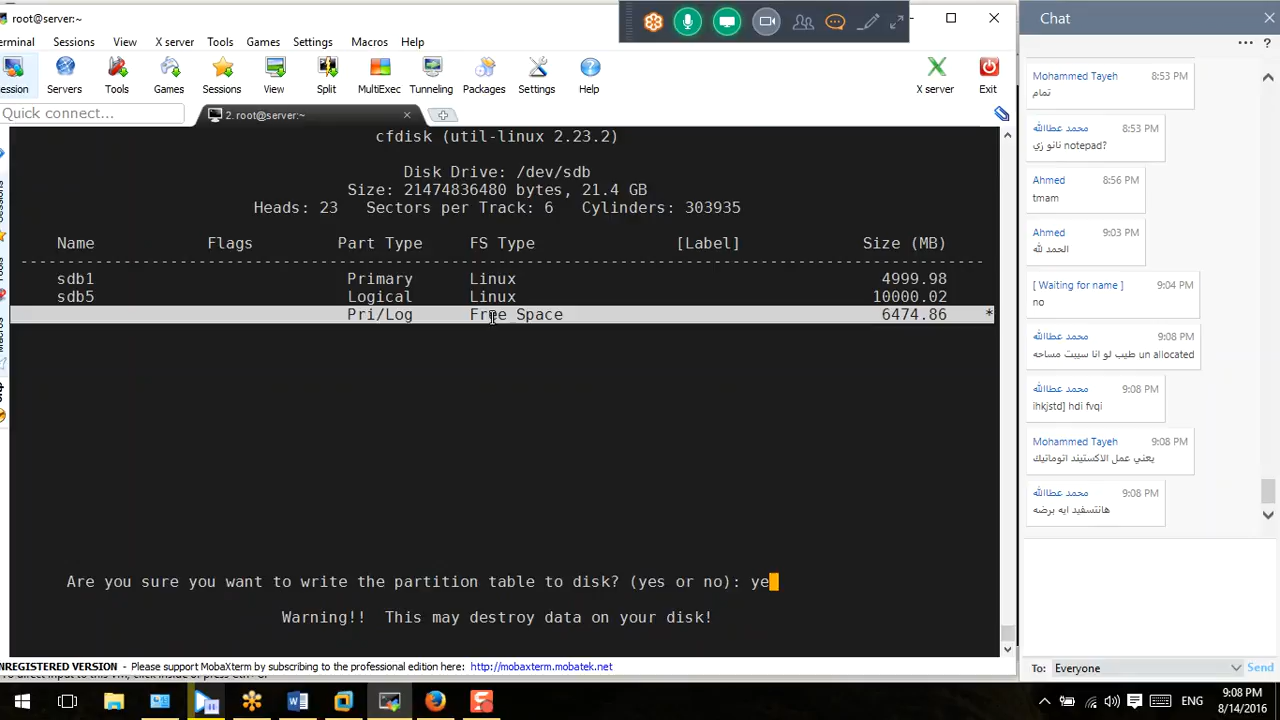 root@server:~
erminal Sessions View X server Tools Games Settings Macros Help
ession Servers Tools Games Sessions View Split MultiExec Tunneling Packages Settings Help X server Exit
Quick connect...
2. root@server:~
cfdisk (util-linux 2.23.2)
Disk Drive: /dev/sdb
Size: 21474836480 bytes, 21.4 GB
Heads: 23 Sectors per Track: 6 Cylinders: 303935
Name Flags Part Type FS Type [Label] Size (MB)
sdb1 Primary Linux 4999.98
sdb5 Logical Linux 10000.02
Pri/Log Free Space 6474.86 *
Are you sure you want to write the partition table to disk? (yes or no): ye
Warning!! This may destroy data on your disk!
NREGISTERED VERSION - Please support MobaXterm by subscribing to the professional edition here: http://mobaxterm.mobatek.net
Chat
?
Mohammed Tayeh 8:53 PM
تمام
محمد عطاالله 8:53 PM
نانو زي notepad?
Ahmed 8:56 PM
tmam
Ahmed 9:03 PM
الحمد لله
[ Waiting for name ] 9:04 PM
no
محمد عطاالله 9:08 PM
طيب لو انا سيبت مساحه un allocated
محمد عطاالله 9:08 PM
ihkjstd] hdi fvqi
Mohammed Tayeh 9:08 PM
يعني عمل الاكستيند اتوماتيك
محمد عطاالله 9:08 PM
هانتسفيد ايه برضه
To: Everyone Send
ENG
9:08 PM
8/14/2016